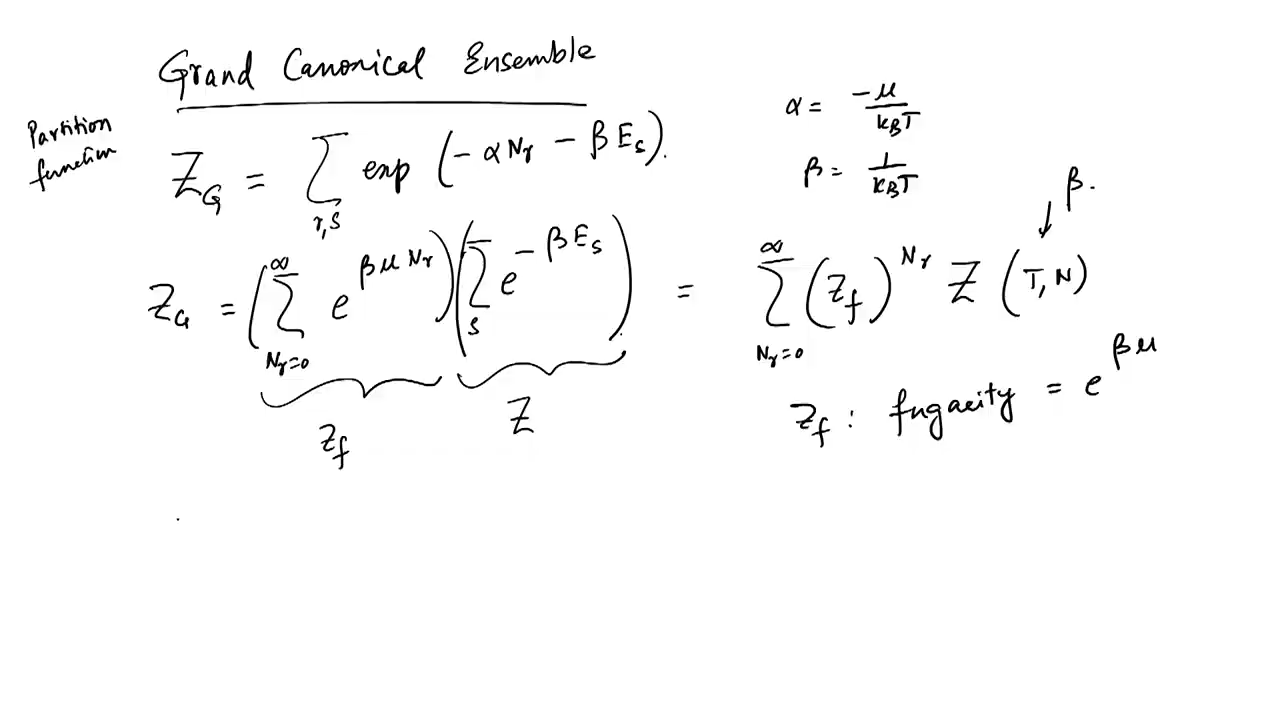 Grand Canonical Ensemble
Partition function
Z_G = Σ_{r,s} exp (-αN_r - βE_s).
α = -μ / k_BT
β = 1 / k_BT
Z_G = (Σ_{N_r=0}^{∞} e^{βμN_r}) (Σ_s e^{-βE_s}) = Σ_{N_r=0}^{∞} (z_f)^{N_r} Z (T, N)
β.
z_f
Z
z_f : fugacity = e^{βμ}